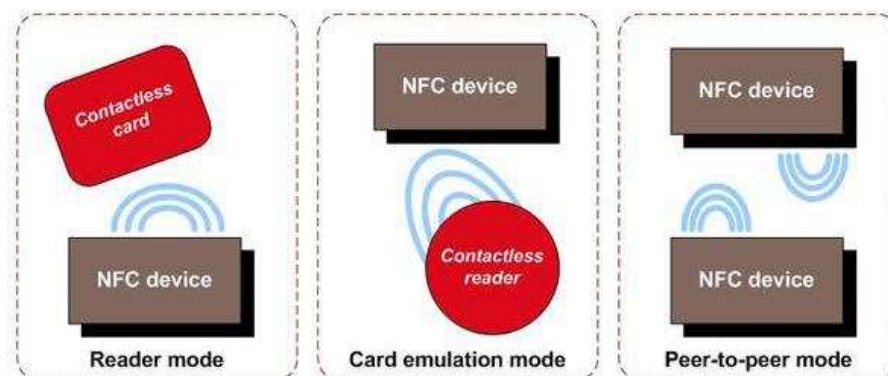 Contactless
card
NFC device
Reader mode
NFC device
Contactless
reader
Card emulation mode
NFC device
NFC device
Peer-to-peer mode